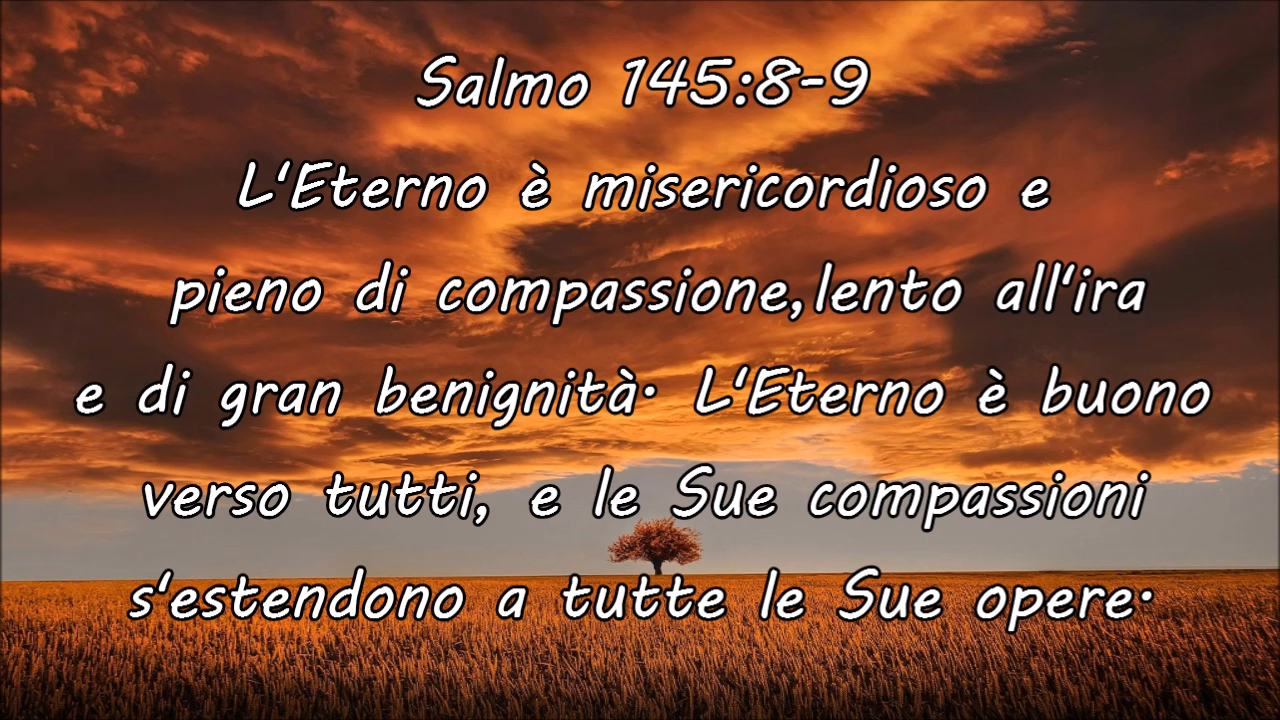 Salmo 145:8-9
L'Eterno è misericordioso e
pieno di compassione,lento all'ira
e di gran benignità. L'Eterno è buono
verso tutti, e le Sue compassioni
s'estendono a tutte le Sue opere.